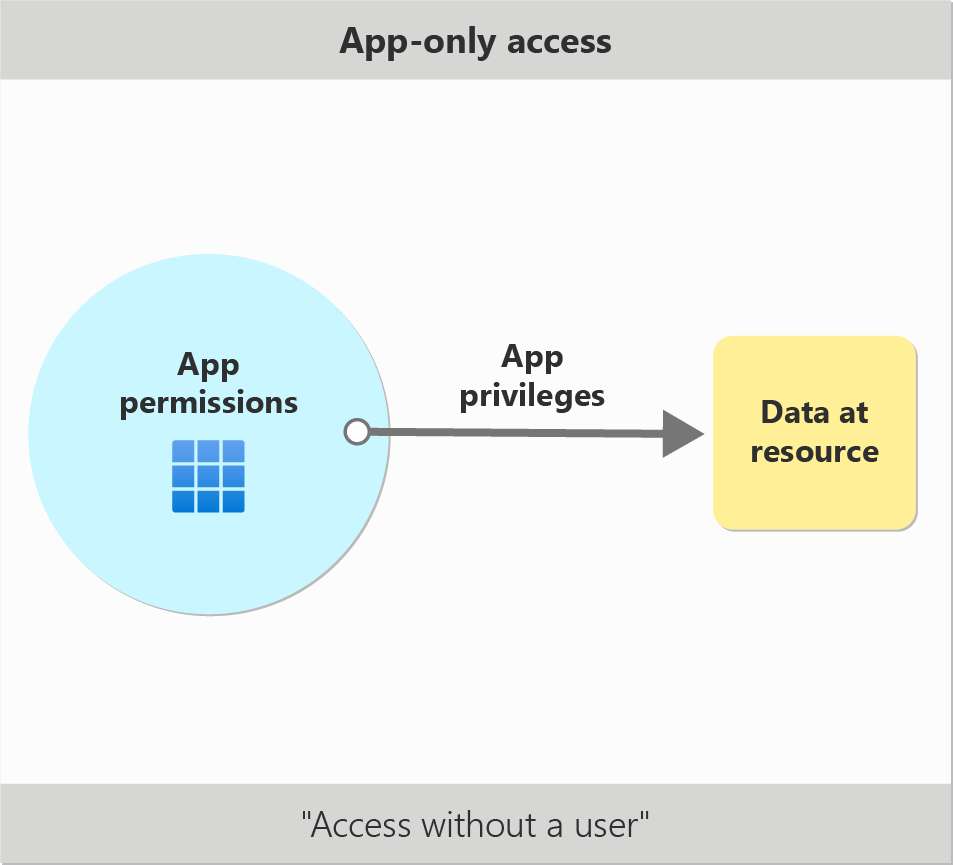 App-only access
App
permissions
App
privileges
Data at
resource
"Access without a user"